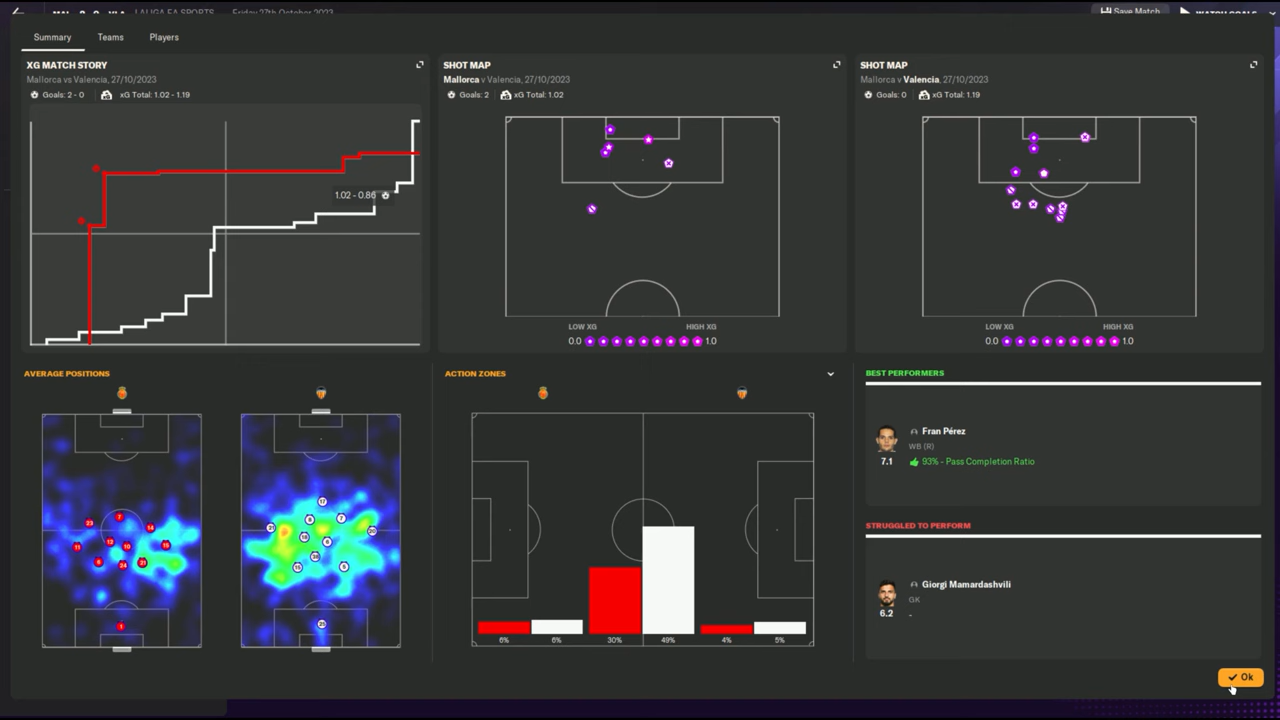 LALIGA EA SPORTS Friday 27th October 2023 Save Match
Summary Teams Players
XG MATCH STORY
Mallorca vs Valencia, 27/10/2023
Goals: 2 - 0 xG Total: 1.02 - 1.19
1.02 - 0.86
SHOT MAP
Mallorca v Valencia, 27/10/2023
Goals: 2 xG Total: 1.02
LOW XG HIGH XG
0.0 1.0
SHOT MAP
Mallorca v Valencia, 27/10/2023
Goals: 0 xG Total: 1.19
LOW XG HIGH XG
0.0 1.0
AVERAGE POSITIONS
ACTION ZONES
6% 6% 30% 49% 4% 5%
BEST PERFORMERS
Fran Pérez
WB (R)
7.1 93% - Pass Completion Ratio
STRUGGLED TO PERFORM
Giorgi Mamardashvili
GK
6.2 -
Ok